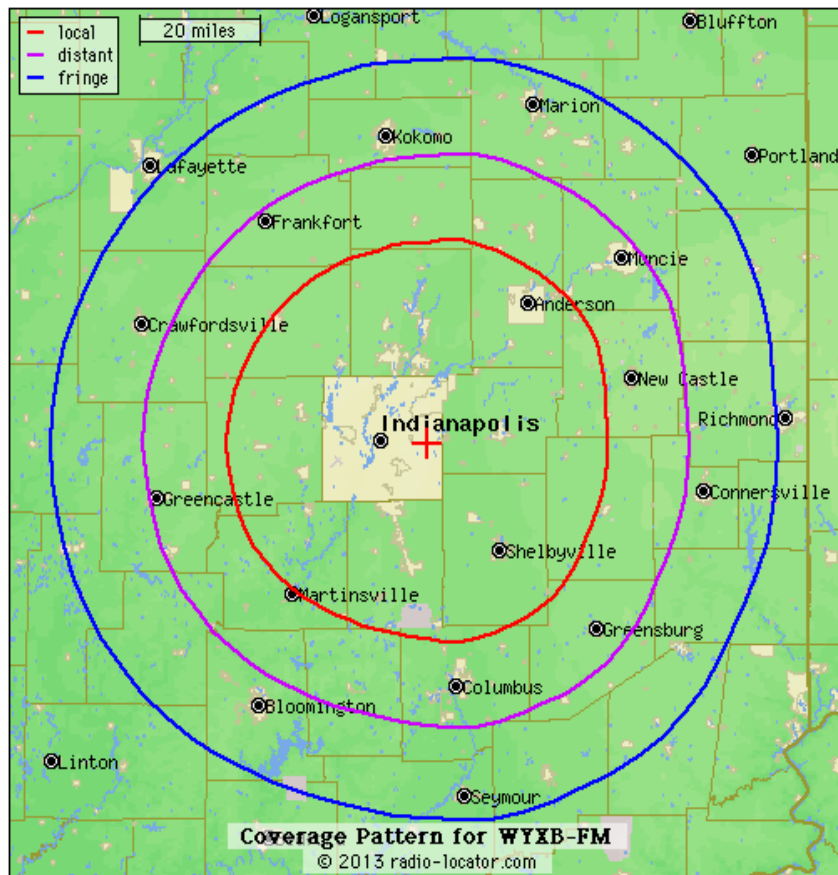 Logansport
Bluffton
20 miles
local
distant
fringe
Marion
Kokomo
Portland
Lafayette
Frankfort
Muncie
Anderson
Crawfordsville
New Castle
Richmond
Indianapolis
Connersville
Greencastle
Shelbyville
Martinsville
Greensburg
Columbus
Bloomington
Linton
Seymour
Coverage Pattern for WYXB-FM
© 2013 radio-locator.com